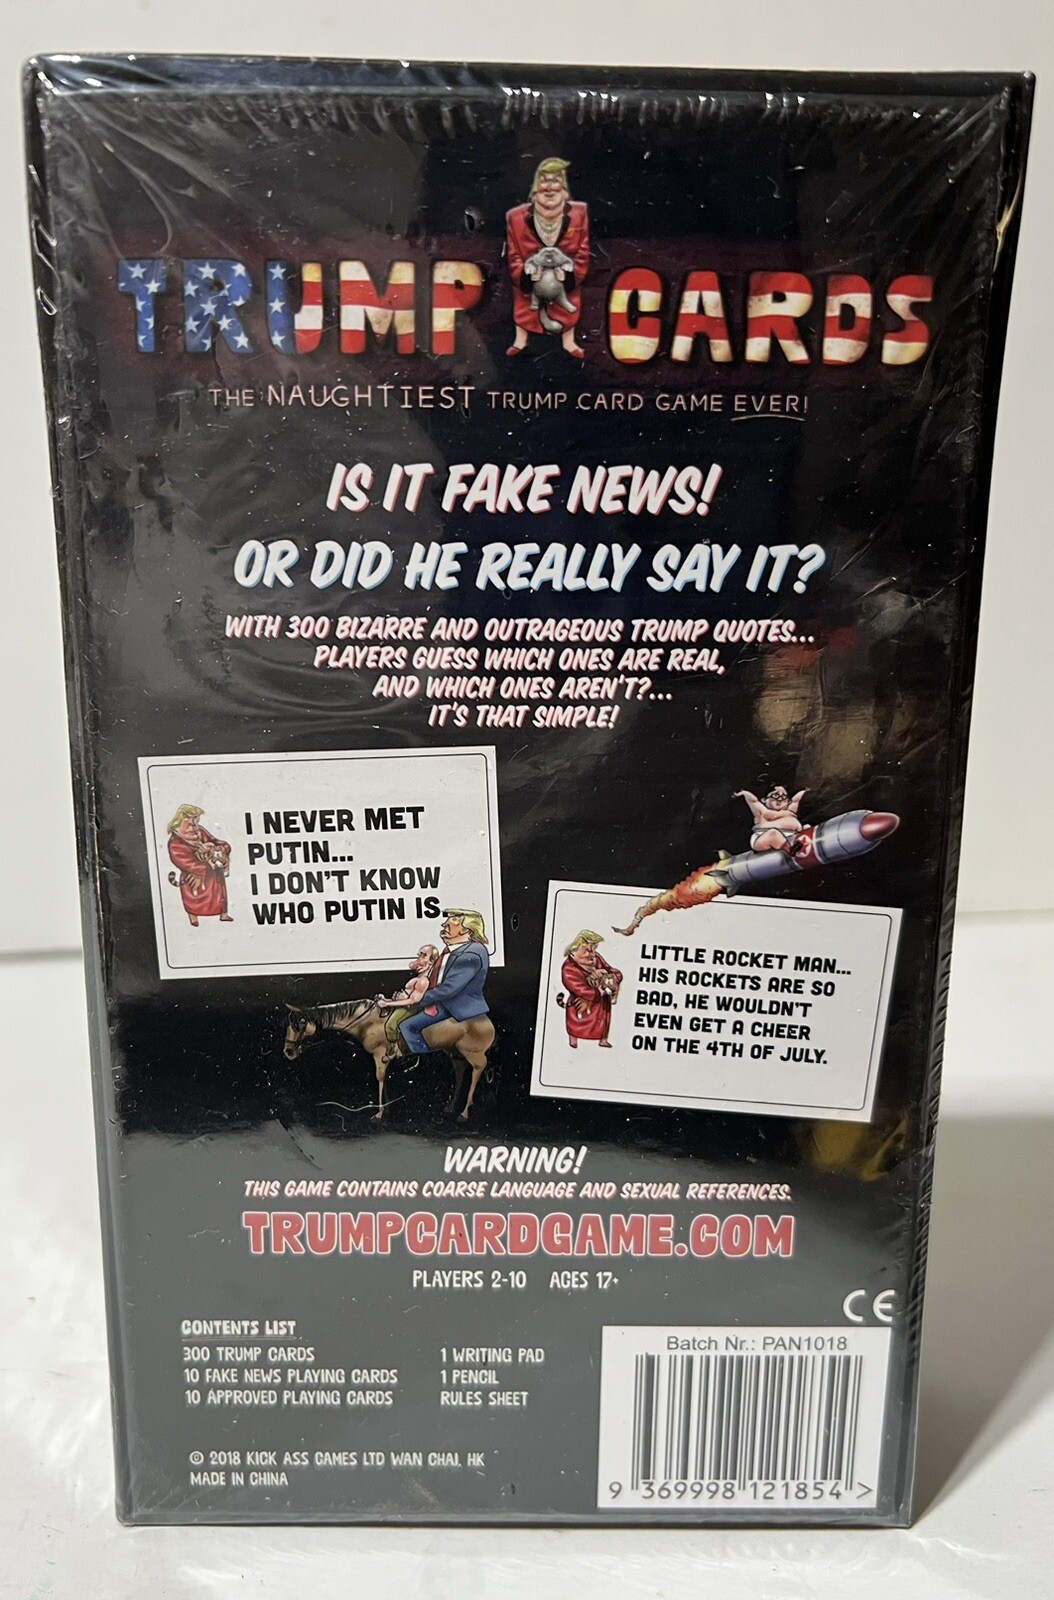 TRUMP CARDS
THE NAUGHTIEST TRUMP CARD GAME EVER!
IS IT FAKE NEWS!
OR DID HE REALLY SAY IT?
WITH 300 BIZARRE AND OUTRAGEOUS TRUMP QUOTES...
PLAYERS GUESS WHICH ONES ARE REAL,
AND WHICH ONES AREN'T?...
IT'S THAT SIMPLE!
I NEVER MET
PUTIN...
I DON'T KNOW
WHO PUTIN IS.
LITTLE ROCKET MAN...
HIS ROCKETS ARE SO
BAD, HE WOULDN'T
EVEN GET A CHEER
ON THE 4TH OF JULY.
WARNING!
THIS GAME CONTAINS COARSE LANGUAGE AND SEXUAL REFERENCES.
TRUMPCARDGAME.COM
PLAYERS 2-10 AGES 17+
CE
CONTENTS LIST
300 TRUMP CARDS
10 FAKE NEWS PLAYING CARDS
10 APPROVED PLAYING CARDS
1 WRITING PAD
1 PENCIL
RULES SHEET
© 2018 KICK ASS GAMES LTD WAN CHAI, HK
MADE IN CHINA
Batch Nr.: PAN1018
9 369998 121854 >